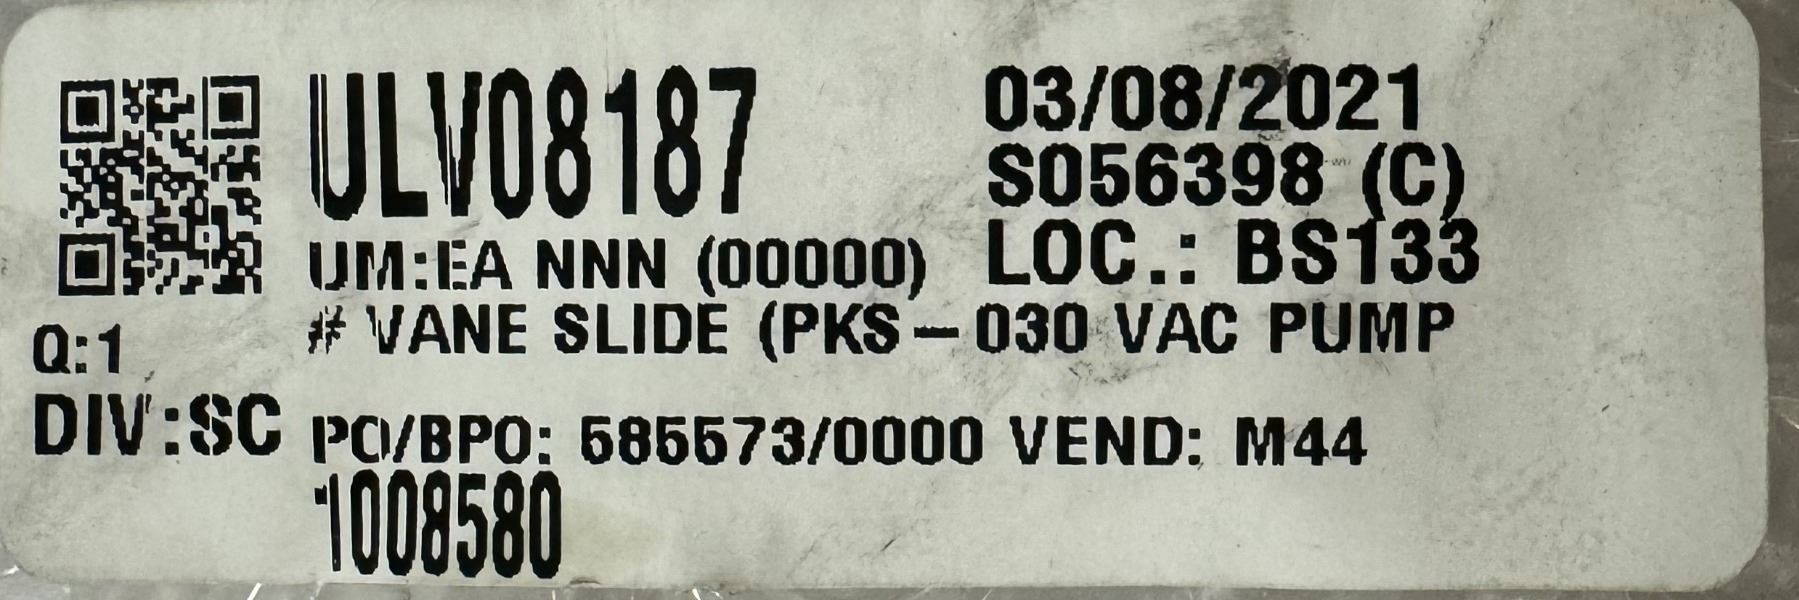 ULV08187
03/08/2021
S056398 (C)
UM:EA NNN (00000)
LOC.: BS133
# VANE SLIDE (PKS-030 VAC PUMP
Q:1
DIV:SC
PO/BPO: 585573/0000 VEND: M44
1008580